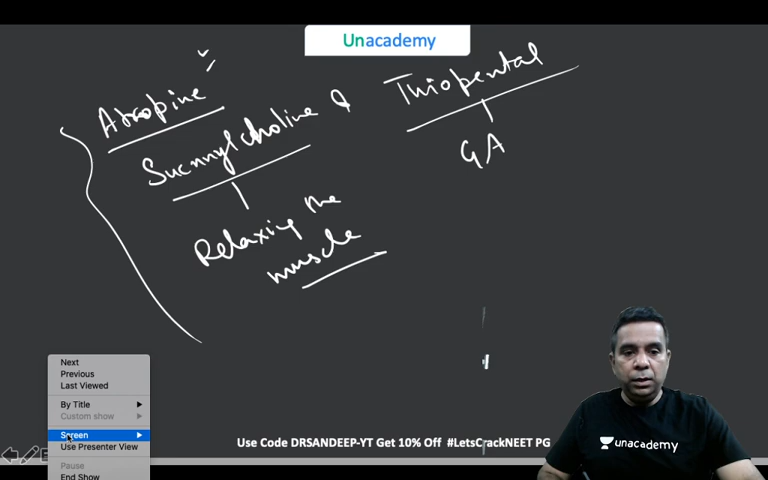 Unacademy
Atropine
Succinylcholine & Thiopental
GA
Relaxing the
muscle
Next
Previous
Last Viewed
By Title
Custom show
Screen
Use Presenter View
Pause
End Show
unacademy
Use Code DRSANDEEP-YT Get 10% Off #LetsCrackNEET PG